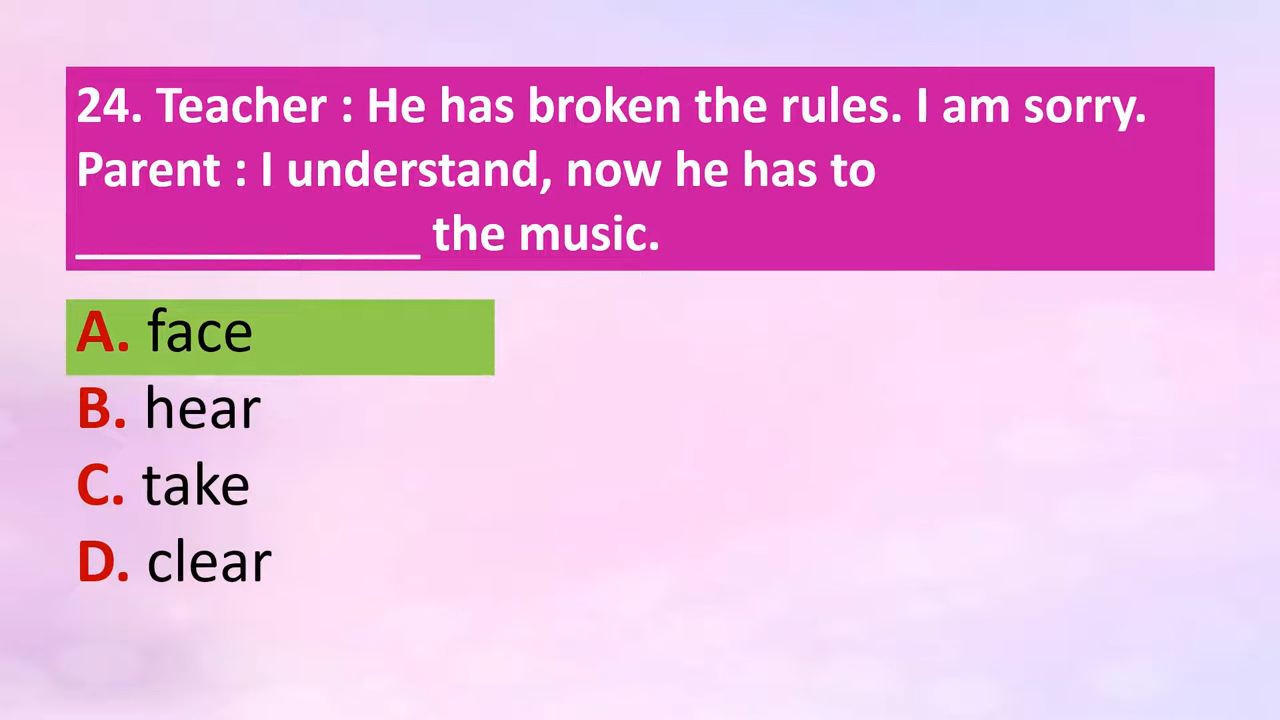 24. Teacher : He has broken the rules. I am sorry.
Parent : I understand, now he has to
______________ the music.
A. face
B. hear
C. take
D. clear